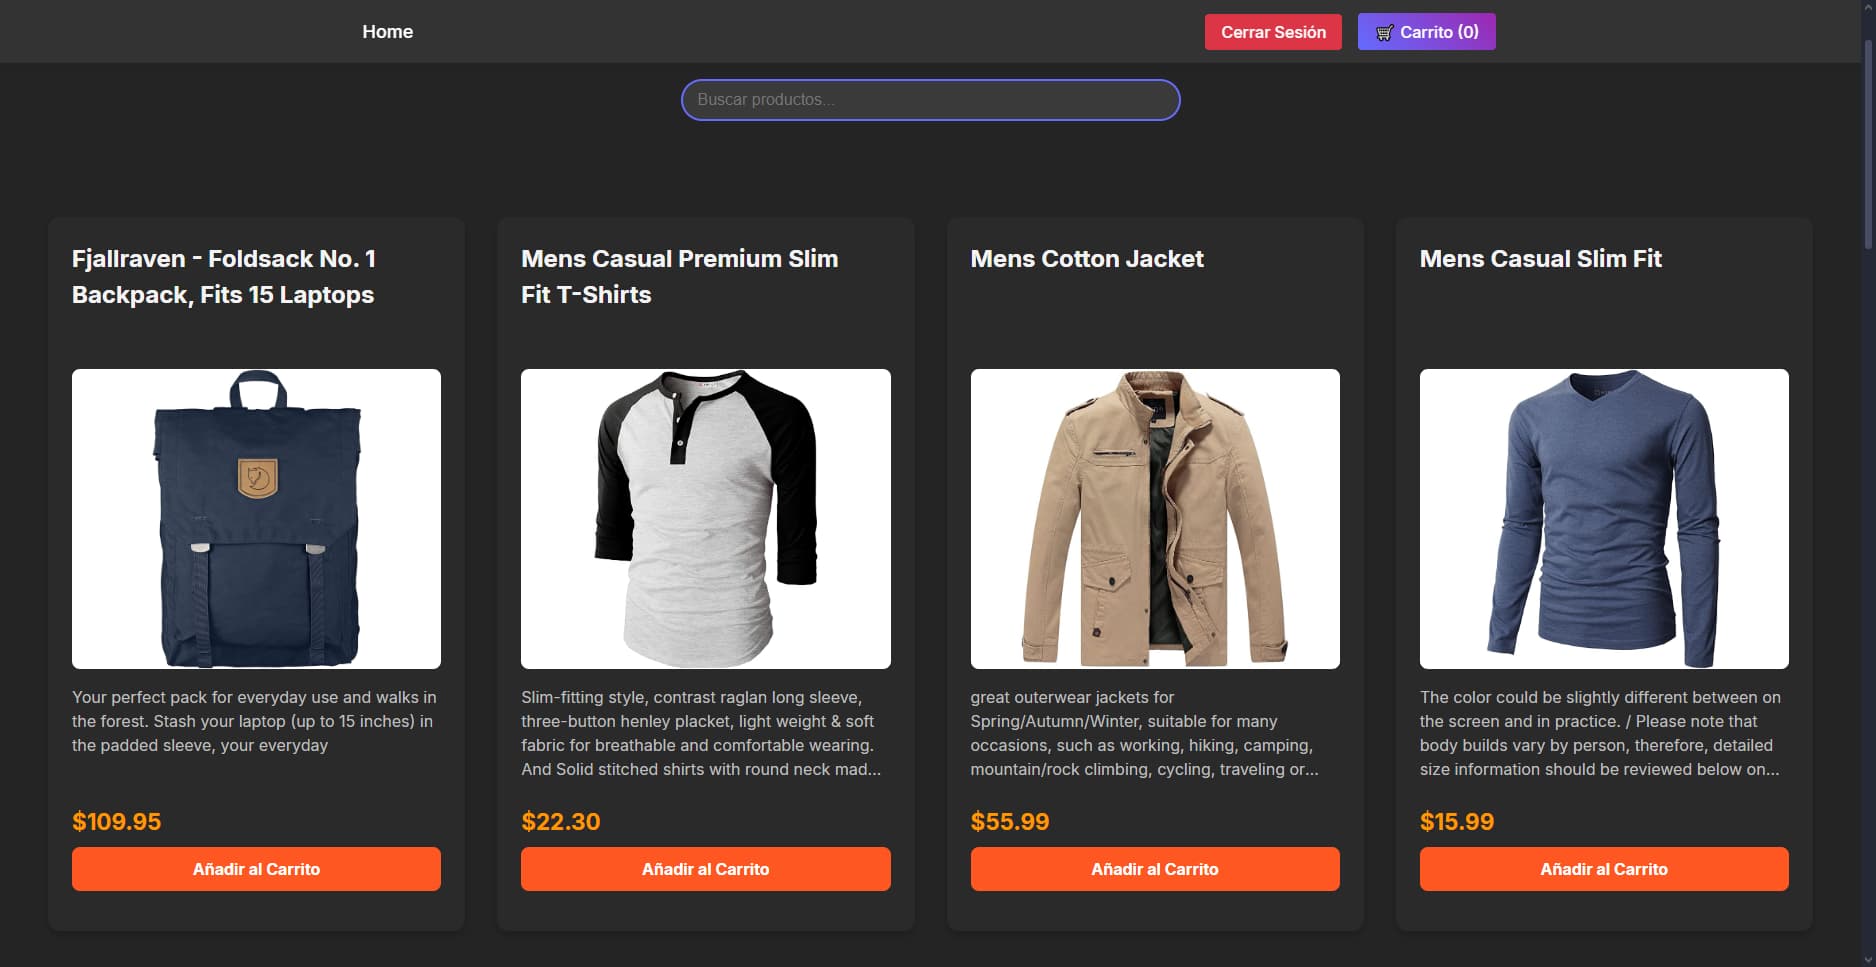 Home
Cerrar Sesión
🛒 Carrito (0)
Buscar productos...
Fjallraven - Foldsack No. 1
Backpack, Fits 15 Laptops
Your perfect pack for everyday use and walks in
the forest. Stash your laptop (up to 15 inches) in
the padded sleeve, your everyday
$109.95
Añadir al Carrito
Mens Casual Premium Slim
Fit T-Shirts
Slim-fitting style, contrast raglan long sleeve,
three-button henley placket, light weight & soft
fabric for breathable and comfortable wearing.
And Solid stitched shirts with round neck mad...
$22.30
Añadir al Carrito
Mens Cotton Jacket
great outerwear jackets for
Spring/Autumn/Winter, suitable for many
occasions, such as working, hiking, camping,
mountain/rock climbing, cycling, traveling or...
$55.99
Añadir al Carrito
Mens Casual Slim Fit
The color could be slightly different between on
the screen and in practice. / Please note that
body builds vary by person, therefore, detailed
size information should be reviewed below on...
$15.99
Añadir al Carrito